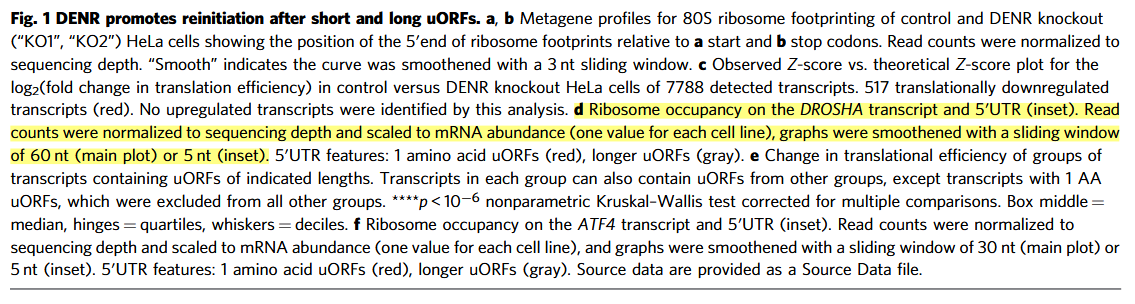 Fig. 1 DENR promotes reinitiation after short and long uORFs. a, b Metagene profiles for 80S ribosome footprinting of control and DENR knockout
("KO1", "KO2") HeLa cells showing the position of the 5'end of ribosome footprints relative to a start and b stop codons. Read counts were normalized to
sequencing depth. "Smooth" indicates the curve was smoothened with a 3 nt sliding window. c Observed Z-score vs. theoretical Z-score plot for the
log₂(fold change in translation efficiency) in control versus DENR knockout HeLa cells of 7788 detected transcripts. 517 translationally downregulated
transcripts (red). No upregulated transcripts were identified by this analysis. d Ribosome occupancy on the DROSHA transcript and 5'UTR (inset). Read
counts were normalized to sequencing depth and scaled to mRNA abundance (one value for each cell line), graphs were smoothened with a sliding window
of 60 nt (main plot) or 5 nt (inset). 5'UTR features: 1 amino acid uORFs (red), longer uORFs (gray). e Change in translational efficiency of groups of
transcripts containing uORFs of indicated lengths. Transcripts in each group can also contain uORFs from other groups, except transcripts with 1 AA
uORFs, which were excluded from all other groups. ****p < 10⁻⁶ nonparametric Kruskal–Wallis test corrected for multiple comparisons. Box middle =
median, hinges = quartiles, whiskers = deciles. f Ribosome occupancy on the ATF4 transcript and 5'UTR (inset). Read counts were normalized to
sequencing depth and scaled to mRNA abundance (one value for each cell line), and graphs were smoothened with a sliding window of 30 nt (main plot) or
5 nt (inset). 5'UTR features: 1 amino acid uORFs (red), longer uORFs (gray). Source data are provided as a Source Data file.